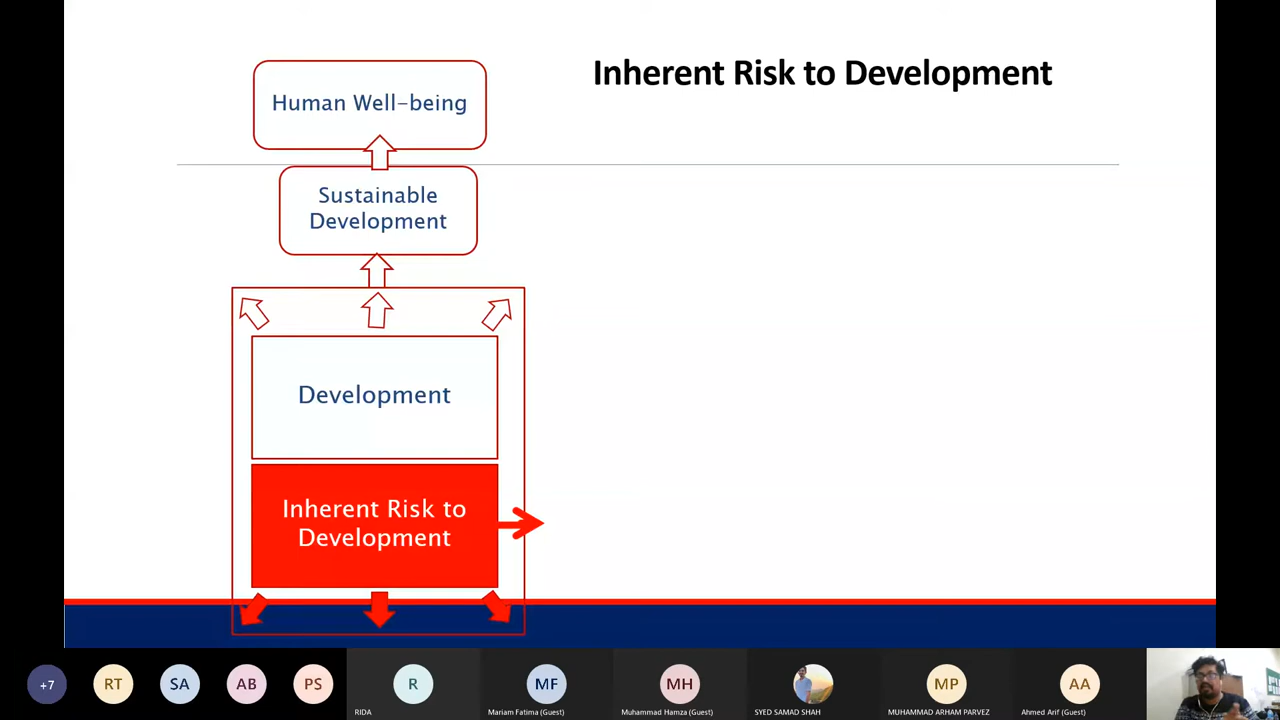 Inherent Risk to Development
Human Well-being
Sustainable
Development
Development
Inherent Risk to
Development
+7
RT
SA
AB
PS
R
RIDA
MF
Mariam Fatima (Guest)
MH
Muhammad Hamza (Guest)
SYED SAMAD SHAH
MP
MUHAMMAD ARHAM PARVEZ
AA
Ahmed Arif (Guest)